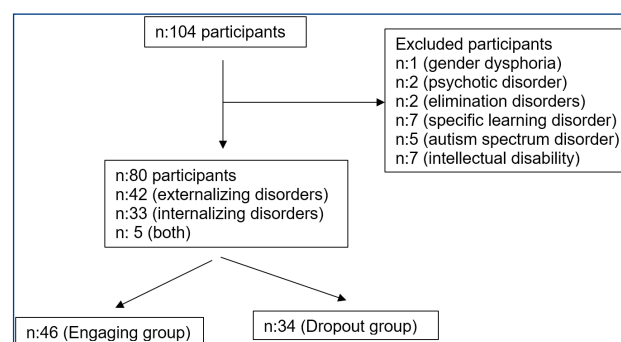 n:104 participants
Excluded participants
n:1 (gender dysphoria)
n:2 (psychotic disorder)
n:2 (elimination disorders)
n:7 (specific learning disorder)
n:5 (autism spectrum disorder)
n:7 (intellectual disability)
n:80 participants
n:42 (externalizing disorders)
n:33 (internalizing disorders)
n: 5 (both)
n:46 (Engaging group)
n:34 (Dropout group)